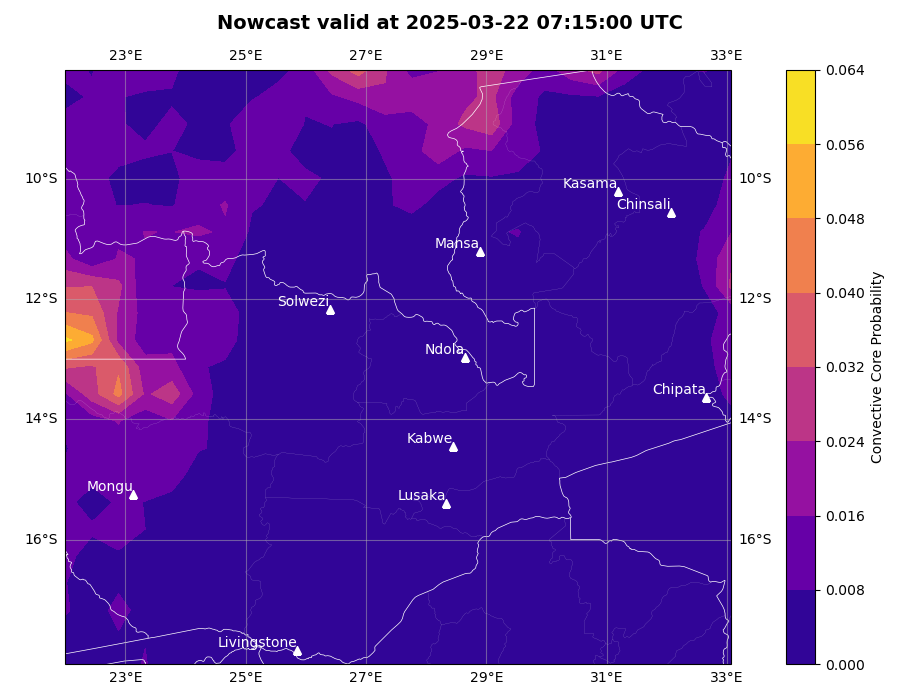 Nowcast valid at 2025-03-22 07:15:00 UTC
23°E 25°E 27°E 29°E 31°E 33°E
0.064
0.056
10°S Kasama 10°S
Chinsali
0.048
Mansa
0.040
12°S Solwezi 12°S
Ndola
0.032
Chipata
14°S 14°S
Kabwe
0.024
Mongu Lusaka
0.016
16°S 16°S
0.008
Livingstone
0.000
23°E 25°E 27°E 29°E 31°E 33°E
Convective Core Probability